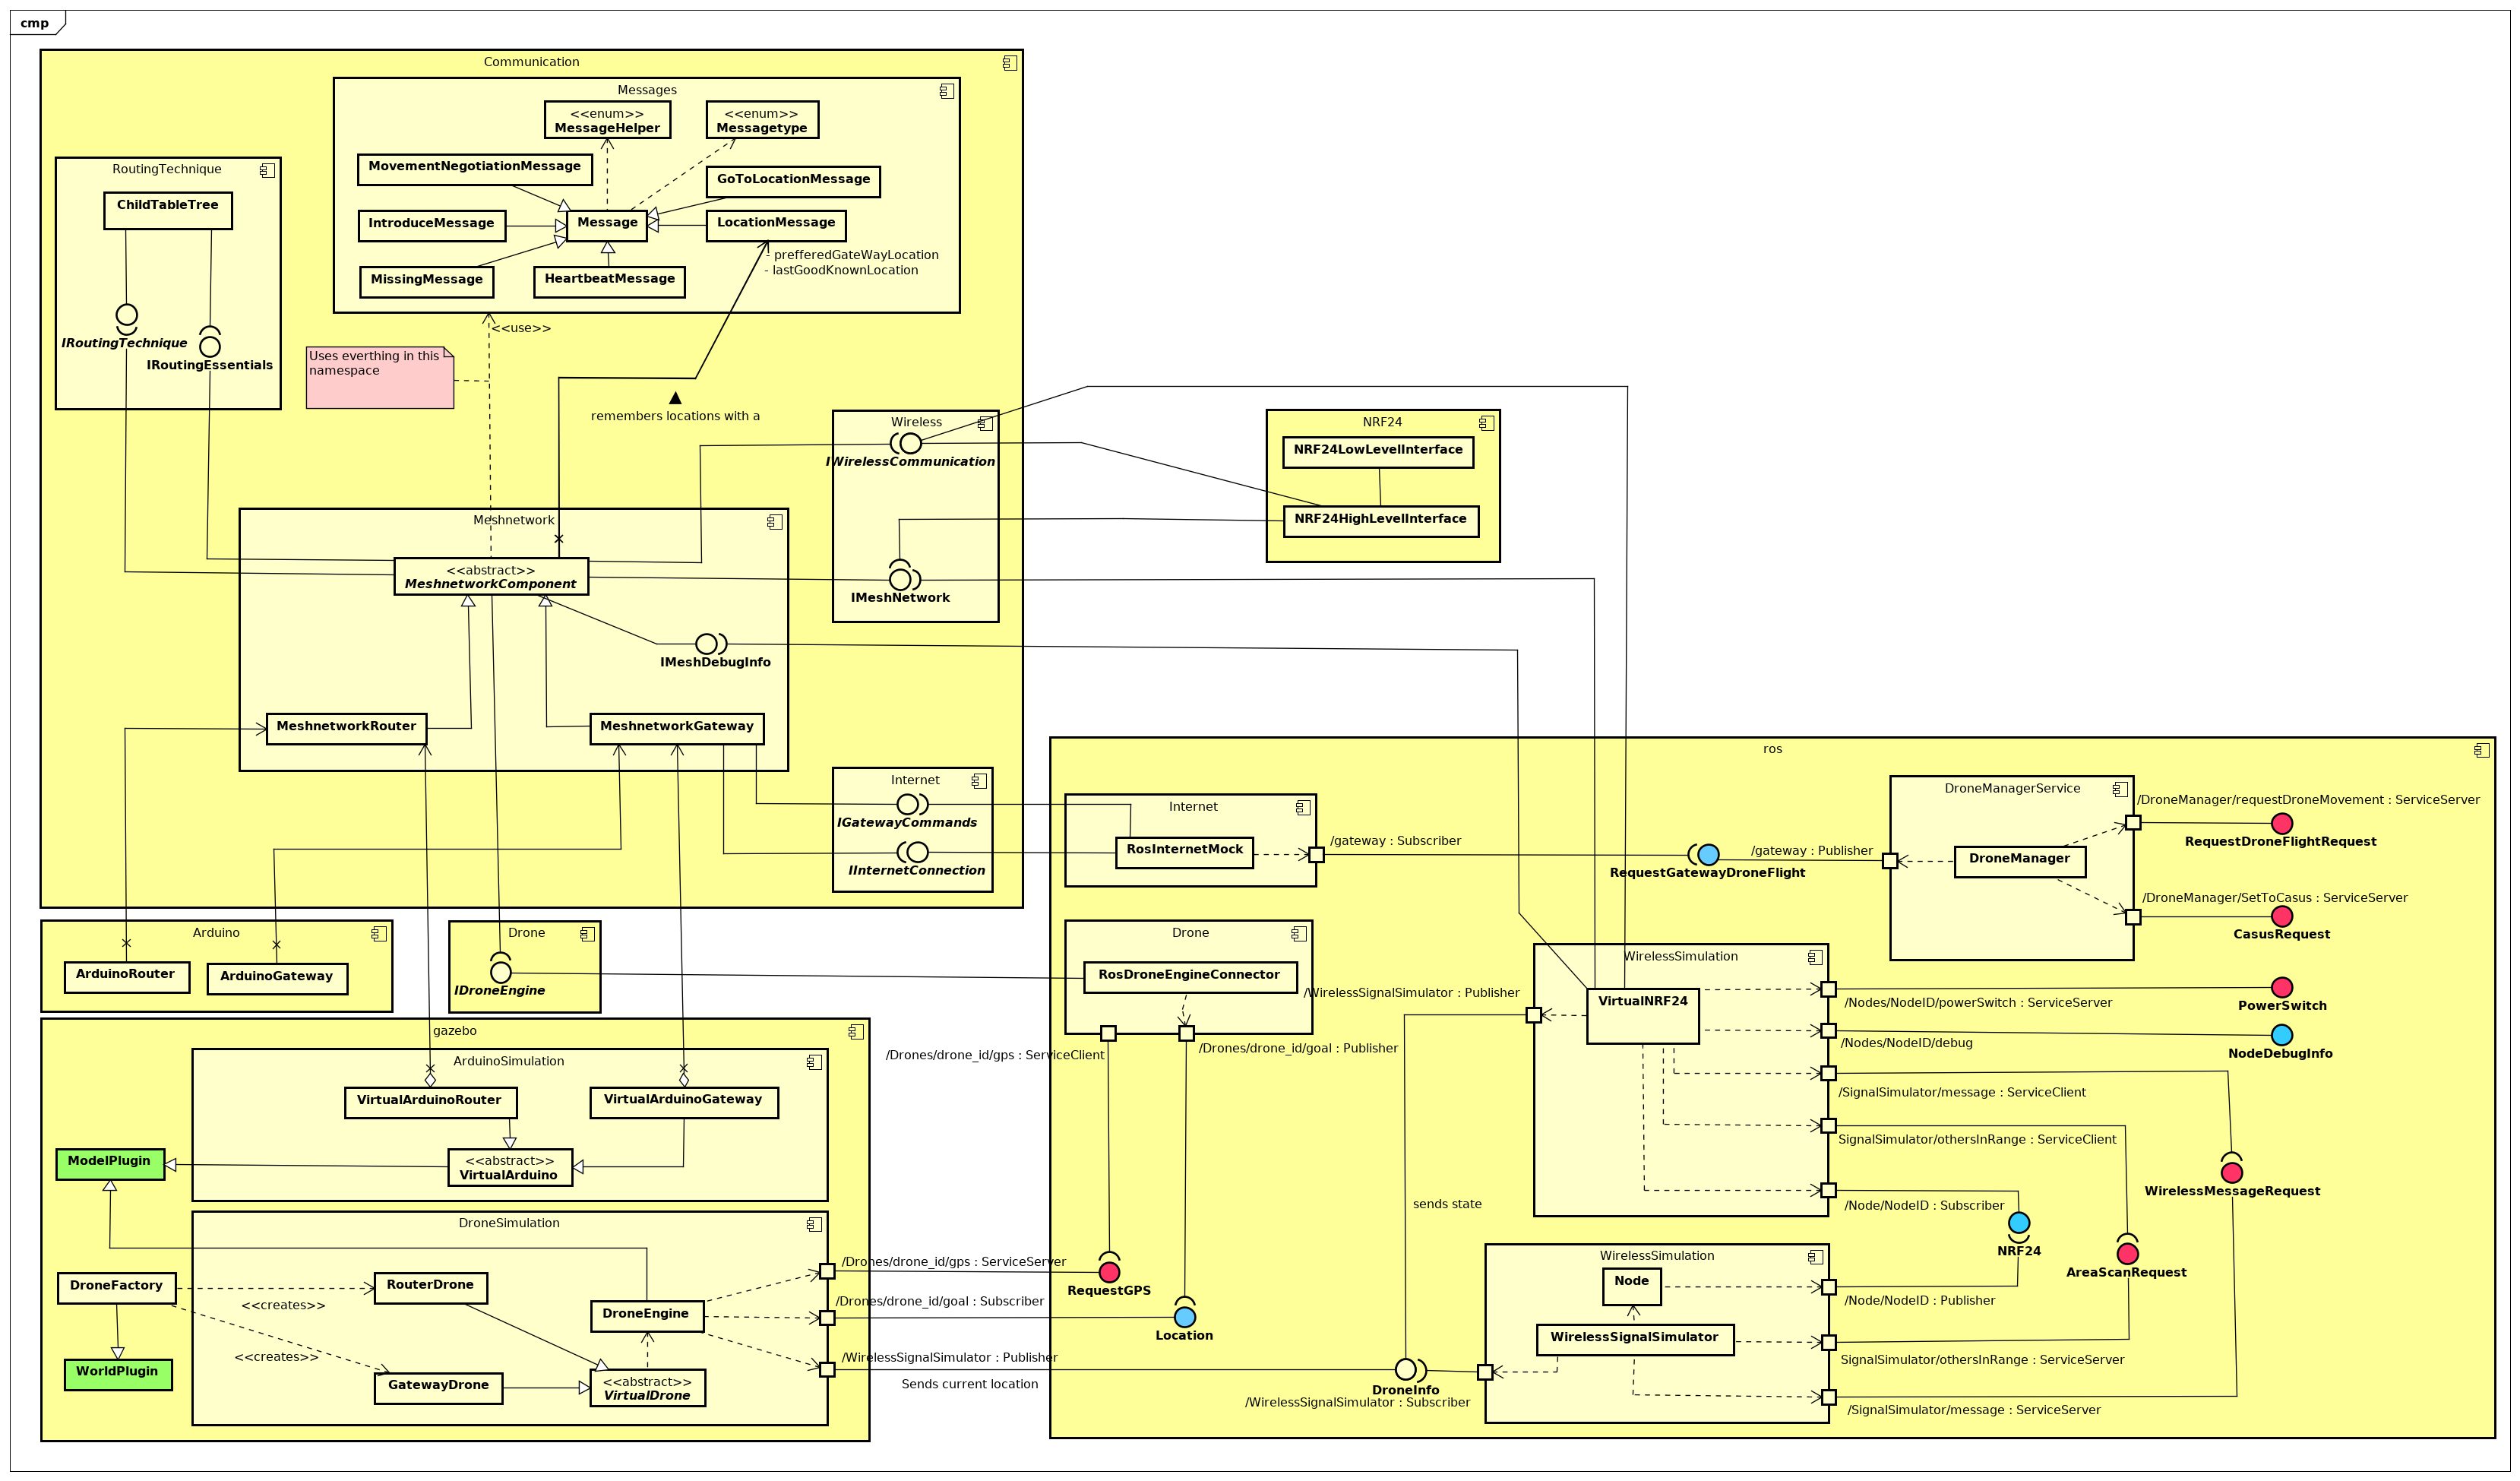 cmp
Communication
Messages
<<enum>>
MessageHelper
<<enum>>
Messagetype
MovementNegotiationMessage
GoToLocationMessage
IntroduceMessage
Message
LocationMessage
MissingMessage
HeartbeatMessage
- prefferedGateWayLocation
- lastGoodKnownLocation
RoutingTechnique
ChildTableTree
IRoutingTechnique
IRoutingEssentials
<<use>>
Uses everthing in this
namespace
remembers locations with a
Wireless
IWirelessCommunication
IMeshNetwork
NRF24
NRF24LowLevelInterface
NRF24HighLevelInterface
Meshnetwork
<<abstract>>
MeshnetworkComponent
IMeshDebugInfo
MeshnetworkRouter
MeshnetworkGateway
Internet
IGatewayCommands
IInternetConnection
Arduino
ArduinoRouter
ArduinoGateway
Drone
IDroneEngine
ros
Internet
RosInternetMock
/gateway : Subscriber
RequestGatewayDroneFlight
/gateway : Publisher
DroneManagerService
DroneManager
/DroneManager/requestDroneMovement : ServiceServer
RequestDroneFlightRequest
/DroneManager/SetToCasus : ServiceServer
CasusRequest
Drone
RosDroneEngineConnector
/Drones/drone_id/gps : ServiceClient
/Drones/drone_id/goal : Publisher
/WirelessSignalSimulator : Publisher
WirelessSimulation
VirtualNRF24
/Nodes/NodeID/powerSwitch : ServiceServer
PowerSwitch
/Nodes/NodeID/debug
NodeDebugInfo
/SignalSimulator/message : ServiceClient
SignalSimulator/othersInRange : ServiceClient
WirelessMessageRequest
/Node/NodeID : Subscriber
NRF24
AreaScanRequest
sends state
WirelessSimulation
Node
WirelessSignalSimulator
/Node/NodeID : Publisher
SignalSimulator/othersInRange : ServiceServer
/SignalSimulator/message : ServiceServer
DroneInfo
/WirelessSignalSimulator : Subscriber
RequestGPS
Location
gazebo
ArduinoSimulation
VirtualArduinoRouter
VirtualArduinoGateway
<<abstract>>
VirtualArduino
ModelPlugin
DroneSimulation
DroneFactory
RouterDrone
<<creates>>
<<creates>>
DroneEngine
WorldPlugin
GatewayDrone
<<abstract>>
VirtualDrone
/Drones/drone_id/gps : ServiceServer
/Drones/drone_id/goal : Subscriber
/WirelessSignalSimulator : Publisher
Sends current location